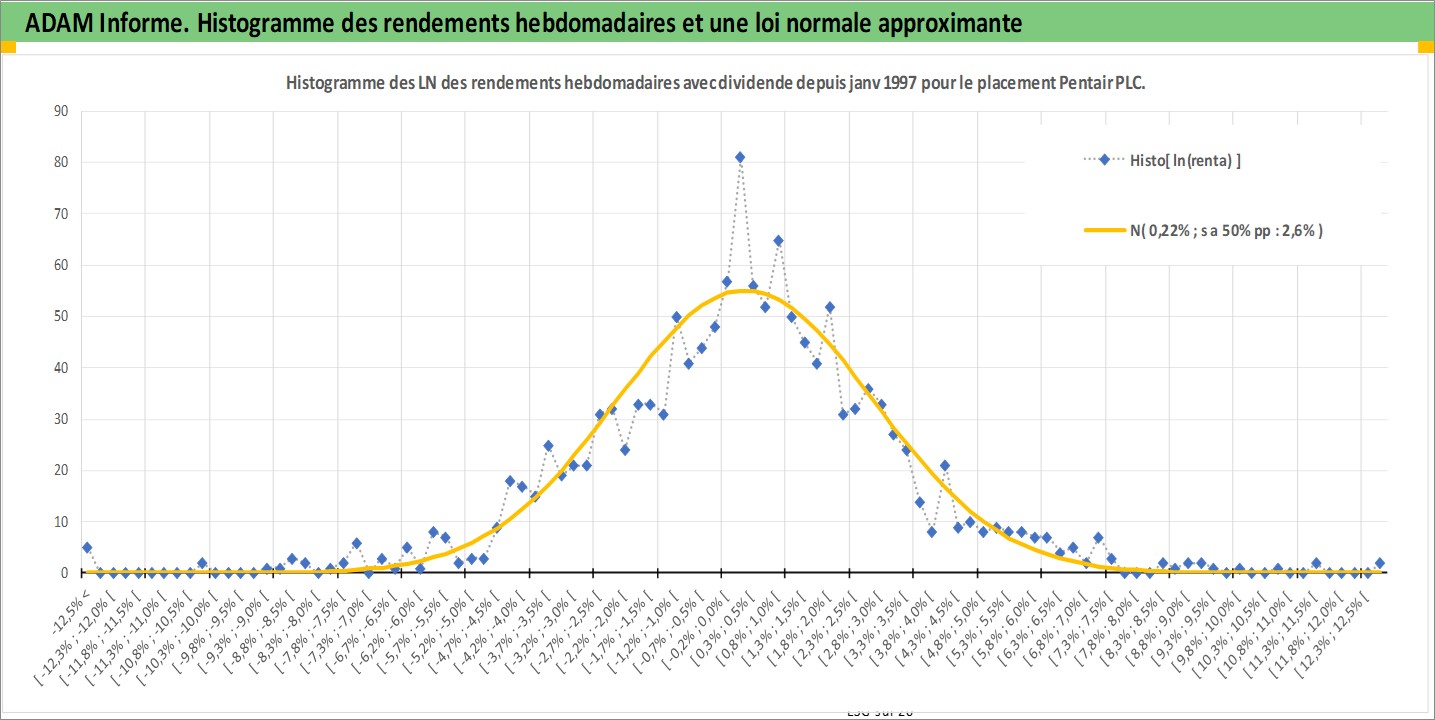 ADAM Informe. Histogramme des rendements hebdomadaires et une loi normale approximante
Histogramme des LN des rendements hebdomadaires avec dividende depuis janv 1997 pour le placement Pentair PLC.
90
80
70
60
50
40
30
20
10
0
Histo[ ln(renta) ]
N( 0,22% ; s a 50% pp : 2,6% )
-12,5% <
[ -12,3% ; -12,0% [
[ -11,8% ; -11,5% [
[ -11,3% ; -11,0% [
[ -10,8% ; -10,5% [
[ -10,3% ; -10,0% [
[ -9,8% ; -9,5% [
[ -9,3% ; -9,0% [
[ -8,8% ; -8,5% [
[ -8,3% ; -8,0% [
[ -7,8% ; -7,5% [
[ -7,3% ; -7,0% [
[ -6,7% ; -6,5% [
[ -6,2% ; -6,0% [
[ -5,7% ; -5,5% [
[ -5,2% ; -5,0% [
[ -4,7% ; -4,5% [
[ -4,2% ; -4,0% [
[ -3,7% ; -3,5% [
[ -3,2% ; -3,0% [
[ -2,7% ; -2,5% [
[ -2,2% ; -2,0% [
[ -1,7% ; -1,5% [
[ -1,2% ; -1,0% [
[ -0,7% ; -0,5% [
[ -0,2% ; 0,0% [
[ 0,3% ; 0,5% [
[ 0,8% ; 1,0% [
[ 1,3% ; 1,5% [
[ 1,8% ; 2,0% [
[ 2,3% ; 2,5% [
[ 2,8% ; 3,0% [
[ 3,3% ; 3,5% [
[ 3,8% ; 4,0% [
[ 4,3% ; 4,5% [
[ 4,8% ; 5,0% [
[ 5,3% ; 5,5% [
[ 5,8% ; 6,0% [
[ 6,3% ; 6,5% [
[ 6,8% ; 7,0% [
[ 7,3% ; 7,5% [
[ 7,8% ; 8,0% [
[ 8,3% ; 8,5% [
[ 8,8% ; 9,0% [
[ 9,3% ; 9,5% [
[ 9,8% ; 10,0% [
[ 10,3% ; 10,5% [
[ 10,8% ; 11,0% [
[ 11,3% ; 11,5% [
[ 11,8% ; 12,0% [
[ 12,3% ; 12,5% [